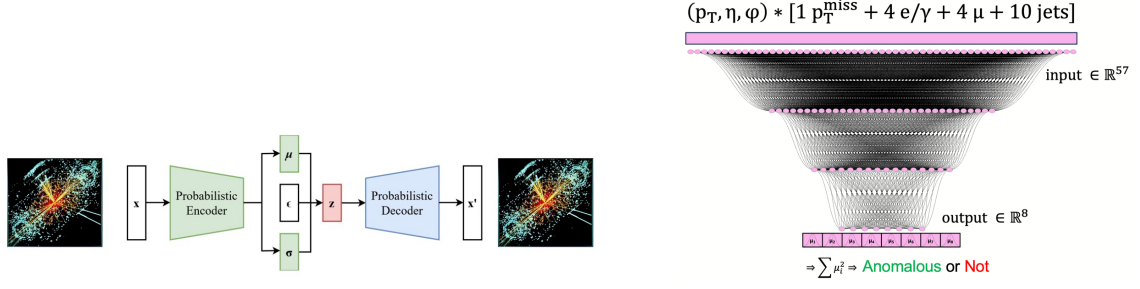 (p_T, η, φ) * [1 p_T^miss + 4 e/γ + 4 μ + 10 jets]
input ∈ ℝ^57
output ∈ ℝ^8
μ₁ μ₂ μ₃ μ₄ μ₅ μ₆ μ₇ μ₈
⇒ ∑ μ_i^2 ⇒ Anomalous or Not
x
Probabilistic
Encoder
μ
ϵ
σ
z
Probabilistic
Decoder
x'